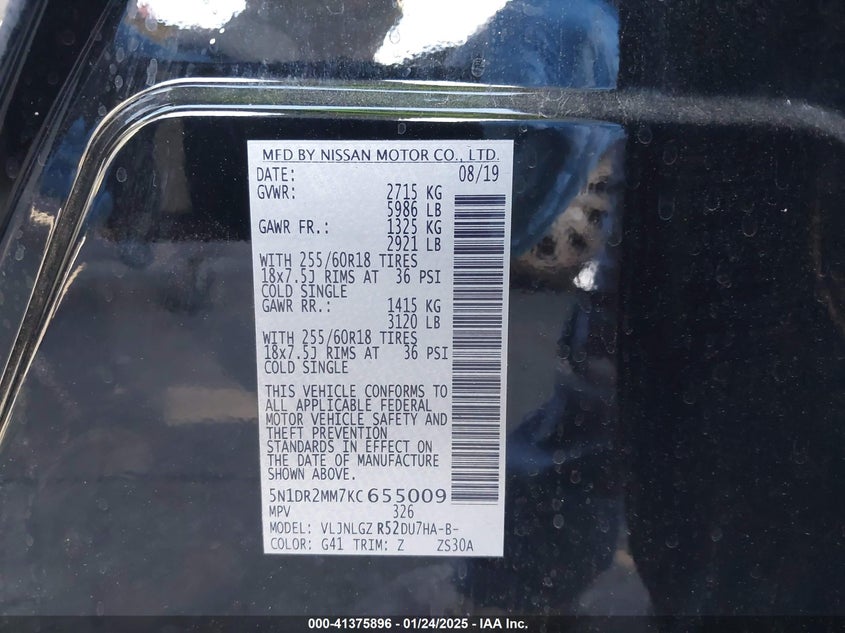 MFD BY NISSAN MOTOR CO., LTD.
DATE: 08/19
GVWR: 2715 KG
5986 LB
GAWR FR.: 1325 KG
2921 LB
WITH 255/60R18 TIRES
18x7.5J RIMS AT 36 PSI
COLD SINGLE
GAWR RR.: 1415 KG
3120 LB
WITH 255/60R18 TIRES
18x7.5J RIMS AT 36 PSI
COLD SINGLE
THIS VEHICLE CONFORMS TO
ALL APPLICABLE FEDERAL
MOTOR VEHICLE SAFETY AND
THEFT PREVENTION
STANDARDS IN EFFECT ON
THE DATE OF MANUFACTURE
SHOWN ABOVE.
5N1DR2MM7KC655009
MPV 326
MODEL: VLJNLGZ R52DU7HA-B-
COLOR: G41 TRIM: Z ZS30A
000-41375896 - 01/24/2025 - IAA Inc.